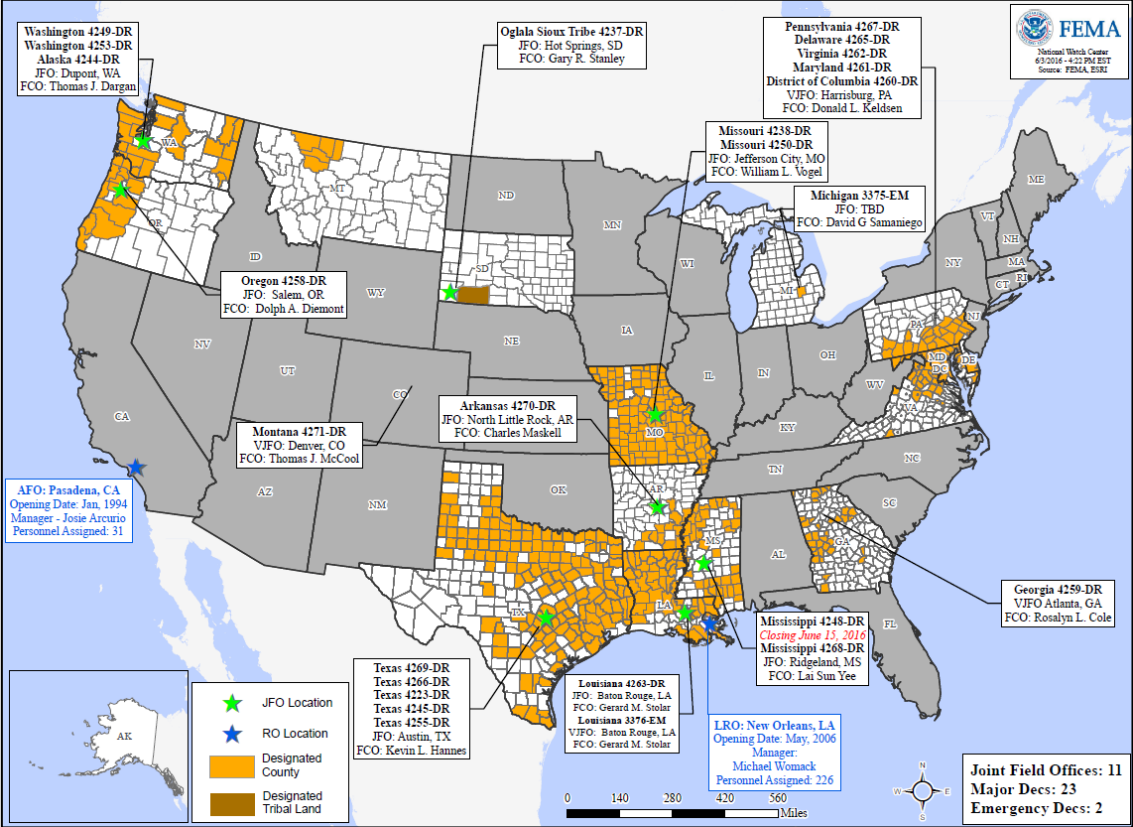 Washington 4249-DR
Washington 4253-DR
Alaska 4244-DR
JFO: Dupont, WA
FCO: Thomas J. Dargan
Oglala Sioux Tribe 4237-DR
JFO: Hot Springs, SD
FCO: Gary R. Stanley
Pennsylvania 4267-DR
Delaware 4265-DR
Virginia 4262-DR
Maryland 4261-DR
District of Columbia 4260-DR
VJFO: Harrisburg, PA
FCO: Donald L. Keldsen
FEMA
National Watch Center
6/3/2016 - 4:22 PM EST
Source: FEMA, ESRI
Missouri 4238-DR
Missouri 4250-DR
JFO: Jefferson City, MO
FCO: William L. Vogel
Michigan 3375-EM
JFO: TBD
FCO: David G Samaniego
WA
MT
ND
MN
ME
VT
NH
OR
ID
SD
WI
MI
NY
MA
CT
RI
Oregon 4258-DR
JFO: Salem, OR
FCO: Dolph A. Diemont
WY
IA
PA
NJ
NV
UT
CO
NE
IL
IN
OH
MD
DE
DC
WV
VA
CA
Arkansas 4270-DR
JFO: North Little Rock, AR
FCO: Charles Maskell
MO
KY
Montana 4271-DR
VJFO: Denver, CO
FCO: Thomas J. McCool
TN
NC
AFO: Pasadena, CA
Opening Date: Jan, 1994
Manager - Josie Arcurio
Personnel Assigned: 31
AZ
NM
OK
AR
SC
MS
AL
GA
Georgia 4259-DR
VJFO Atlanta, GA
FCO: Rosalyn L. Cole
TX
LA
FL
Mississippi 4248-DR
Closing June 15, 2016
Mississippi 4268-DR
JFO: Ridgeland, MS
FCO: Lai Sun Yee
Texas 4269-DR
Texas 4266-DR
Texas 4223-DR
Texas 4245-DR
Texas 4255-DR
JFO: Austin, TX
FCO: Kevin L. Hannes
Louisiana 4263-DR
JFO: Baton Rouge, LA
FCO: Gerard M. Stolar
Louisiana 3376-EM
VJFO: Baton Rouge, LA
FCO: Gerard M. Stolar
LRO: New Orleans, LA
Opening Date: May, 2006
Manager:
Michael Womack
Personnel Assigned: 226
AK
JFO Location
RO Location
Designated
County
Designated
Tribal Land
0 140 280 420 560
Miles
N
W E
S
Joint Field Offices: 11
Major Decs: 23
Emergency Decs: 2